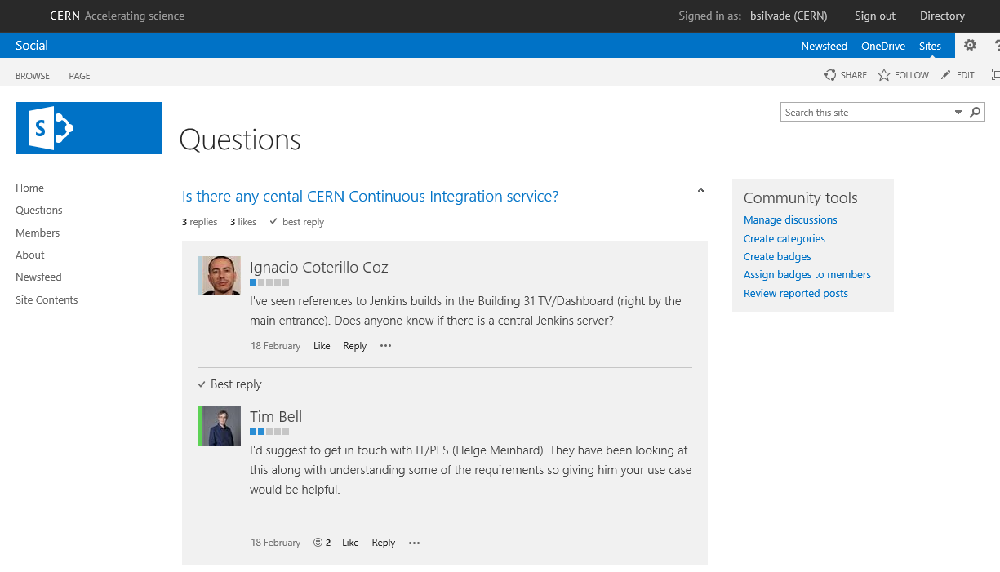 CERN Accelerating science
Signed in as: bsilvade (CERN) Sign out Directory
Social
Newsfeed OneDrive Sites ?
BROWSE PAGE
SHARE FOLLOW EDIT
S
Questions
Search this site
Home
Questions
Members
About
Newsfeed
Site Contents
Is there any cental CERN Continuous Integration service?
3 replies 3 likes best reply
Ignacio Coterillo Coz
I've seen references to Jenkins builds in the Building 31 TV/Dashboard (right by the
main entrance). Does anyone know if there is a central Jenkins server?
18 February Like Reply ···
Best reply
Tim Bell
I'd suggest to get in touch with IT/PES (Helge Meinhard). They have been looking at
this along with understanding some of the requirements so giving him your use case
would be helpful.
18 February 2 Like Reply ···
Community tools
Manage discussions
Create categories
Create badges
Assign badges to members
Review reported posts